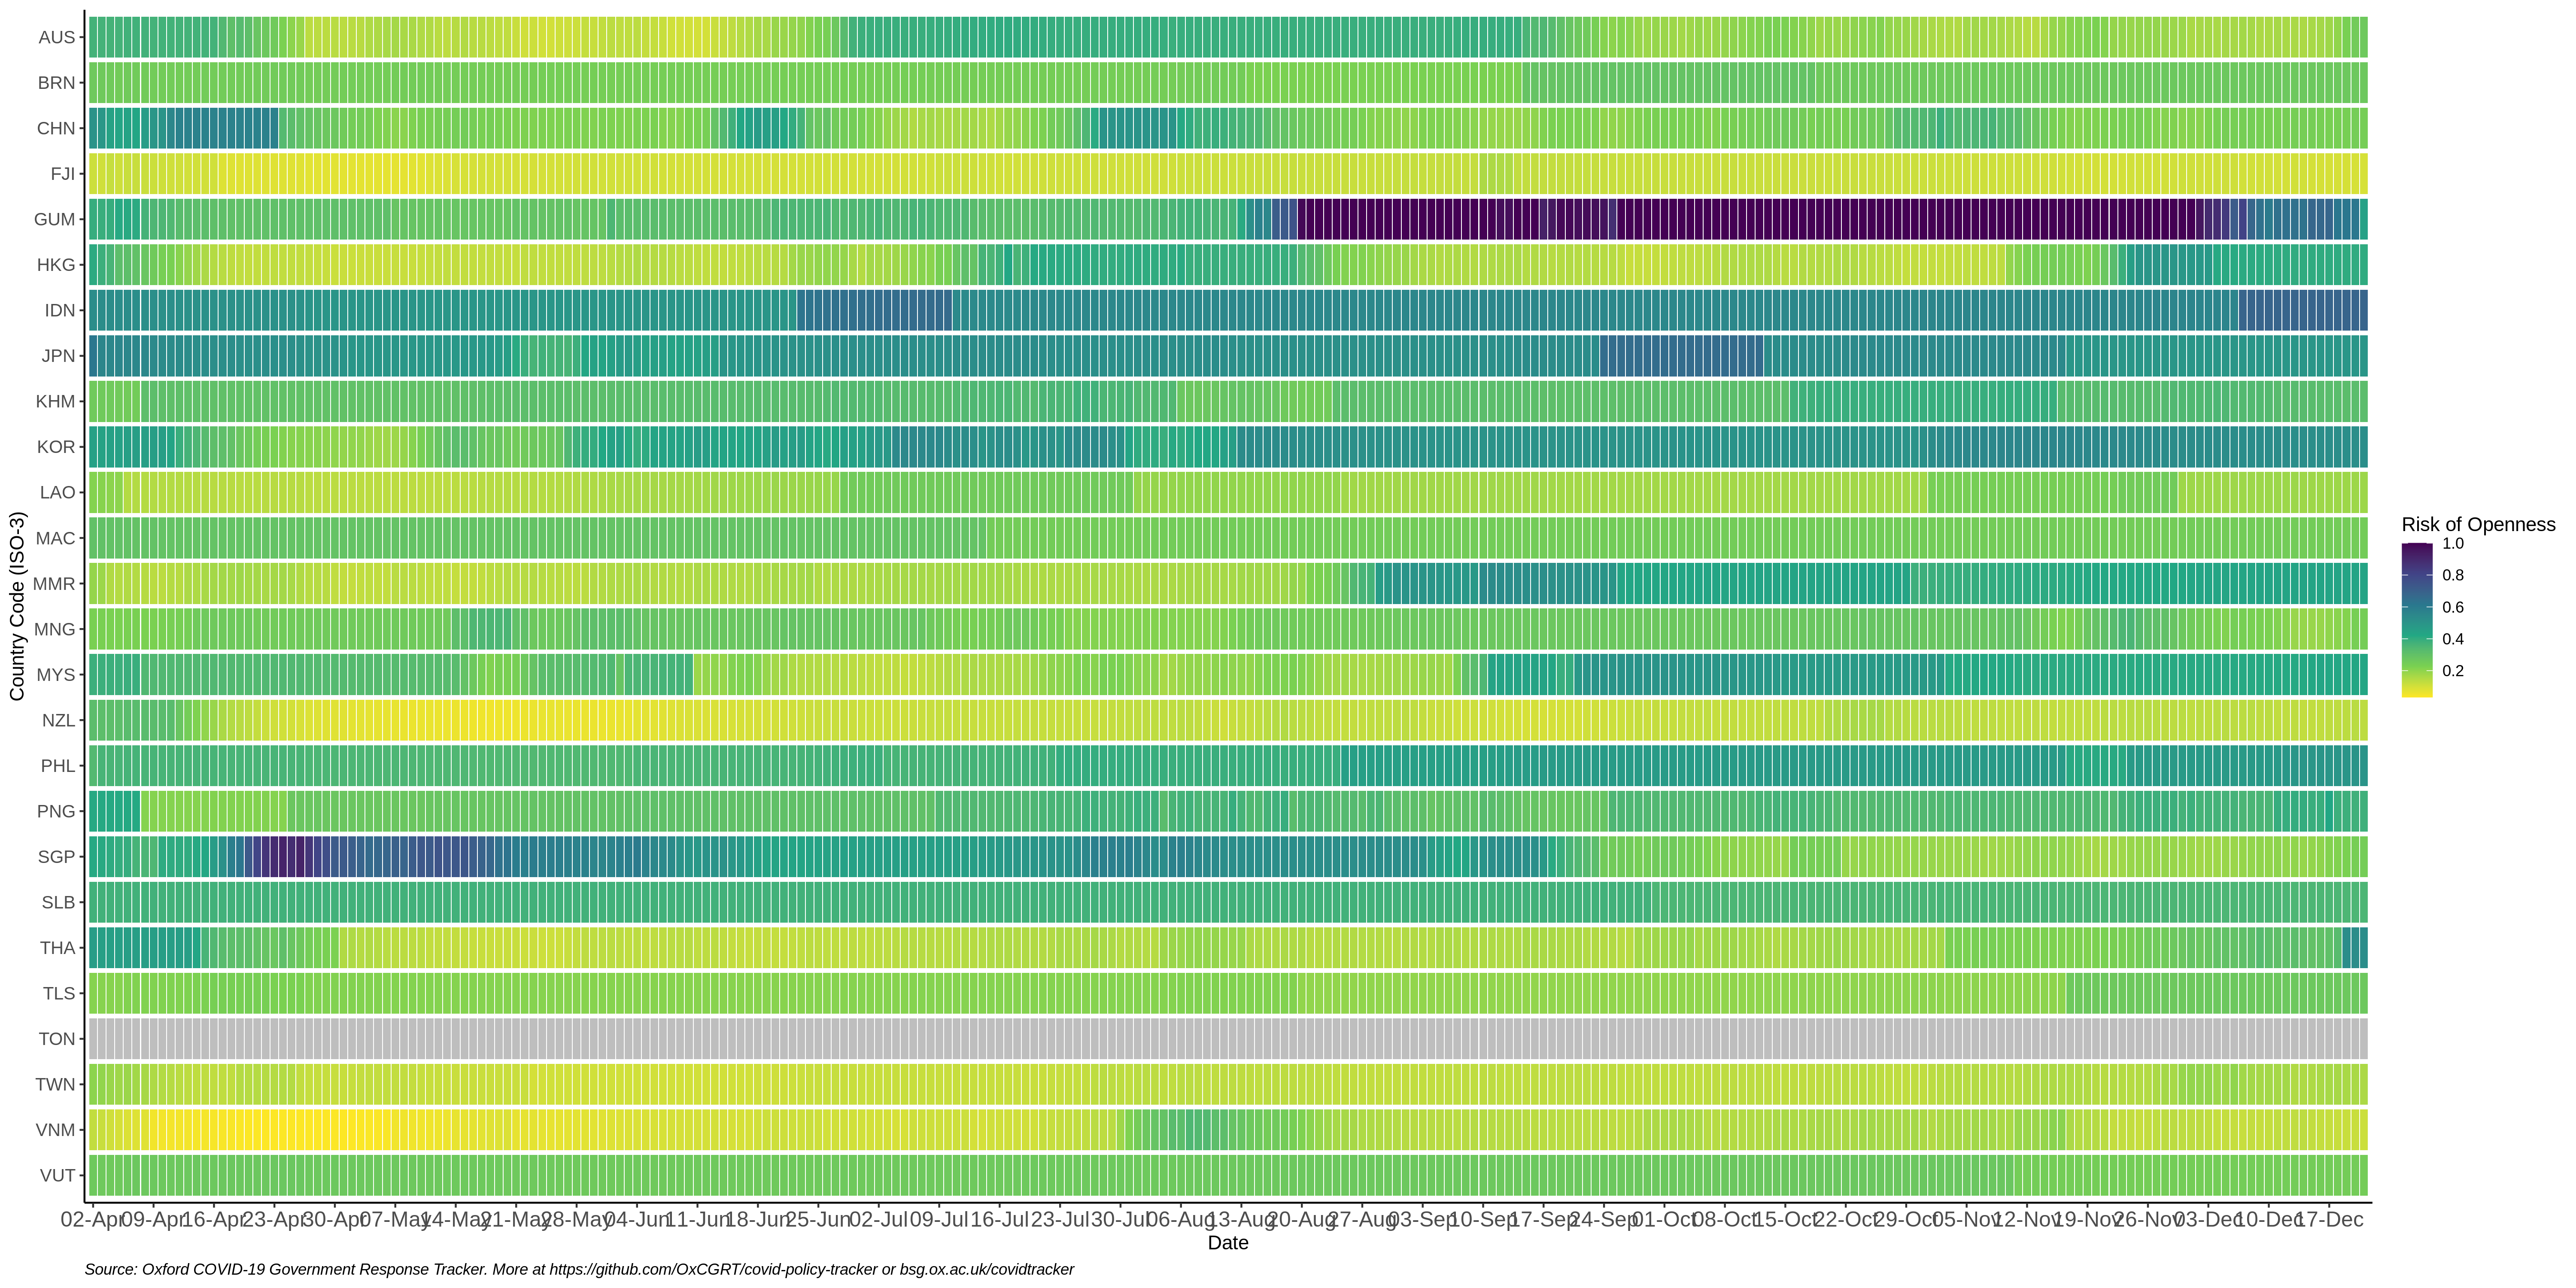 AUS
BRN
CHN
FJI
GUM
HKG
IDN
JPN
KHM
KOR
LAO
MAC
MMR
MNG
MYS
NZL
PHL
PNG
SGP
SLB
THA
TLS
TON
TWN
VNM
VUT
Country Code (ISO-3)
02-Apr 09-Apr 16-Apr 23-Apr 30-Apr 07-May 14-May 21-May 28-May 04-Jun 11-Jun 18-Jun 25-Jun 02-Jul 09-Jul 16-Jul 23-Jul 30-Jul 06-Aug 13-Aug 20-Aug 27-Aug 03-Sep 10-Sep 17-Sep 24-Sep 01-Oct 08-Oct 15-Oct 22-Oct 29-Oct 05-Nov 12-Nov 19-Nov 26-Nov 03-Dec 10-Dec 17-Dec
Date
Risk of Openness
1.0
0.8
0.6
0.4
0.2
Source: Oxford COVID-19 Government Response Tracker. More at https://github.com/OxCGRT/covid-policy-tracker or bsg.ox.ac.uk/covidtracker